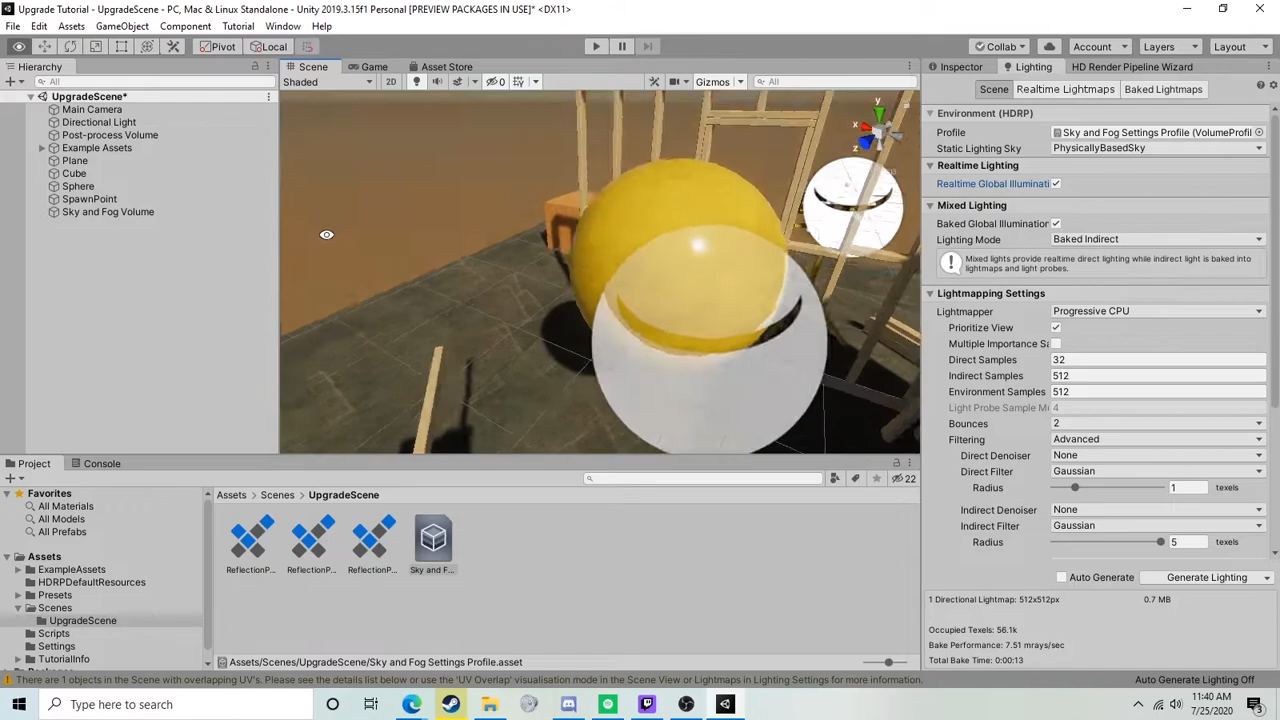 Upgrade Tutorial - UpgradeScene - PC, Mac & Linux Standalone - Unity 2019.3.15f1 Personal [PREVIEW PACKAGES IN USE]* <DX11>
File Edit Assets GameObject Component Tutorial Window Help
Pivot Local Collab Account Layers Layout
Hierarchy Scene Game Asset Store Inspector Lighting HD Render Pipeline Wizard
All Shaded 2D 0 Gizmos All Scene Realtime Lightmaps Baked Lightmaps
UpgradeScene*
Main Camera
Directional Light
Post-process Volume
Example Assets
Plane
Cube
Sphere
SpawnPoint
Sky and Fog Volume
y
x
z
Environment (HDRP)
Profile Sky and Fog Settings Profile (VolumeProfil
Static Lighting Sky PhysicallyBasedSky
Realtime Lighting
Realtime Global Illuminati
Mixed Lighting
Baked Global Illumination
Lighting Mode Baked Indirect
Mixed lights provide realtime direct lighting while indirect light is baked into
lightmaps and light probes.
Lightmapping Settings
Lightmapper Progressive CPU
Prioritize View
Multiple Importance Sa
Direct Samples 32
Indirect Samples 512
Environment Samples 512
Light Probe Sample Mu 4
Bounces 2
Filtering Advanced
Direct Denoiser None
Direct Filter Gaussian
Radius 1 texels
Indirect Denoiser None
Indirect Filter Gaussian
Radius 5 texels
Auto Generate Generate Lighting
1 Directional Lightmap: 512x512px 0.7 MB
Occupied Texels: 56.1k
Bake Performance: 7.51 mrays/sec
Total Bake Time: 0:00:13
Project Console
22
Favorites
All Materials
All Models
All Prefabs
Assets
ExampleAssets
HDRPDefaultResources
Presets
Scenes
UpgradeScene
Scripts
Settings
TutorialInfo
Assets > Scenes > UpgradeScene
ReflectionP... ReflectionP... ReflectionP... Sky and F...
Assets/Scenes/UpgradeScene/Sky and Fog Settings Profile.asset
There are 1 objects in the Scene with overlapping UV's. Please see the details list below or use the 'UV Overlap' visualisation mode in the Scene View or Lightmaps in Lighting Settings for more information. Auto Generate Lighting Off
Type here to search
11:40 AM
7/25/2020
3